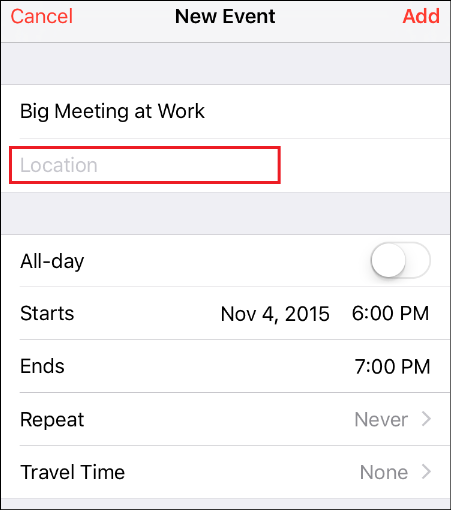 Cancel New Event Add
Big Meeting at Work
Location
All-day
Starts Nov 4, 2015 6:00 PM
Ends 7:00 PM
Repeat Never
Travel Time None